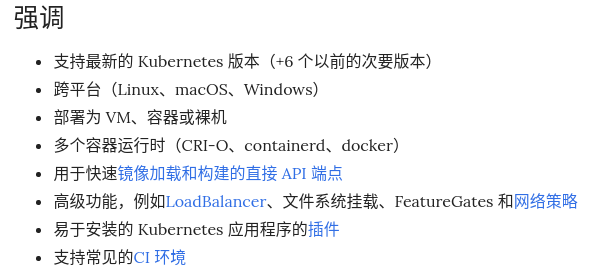 强调
支持最新的 Kubernetes 版本（+6 个以前的次要版本）
跨平台（Linux、macOS、Windows）
部署为 VM、容器或裸机
多个容器运行时（CRI-O、containerd、docker）
用于快速镜像加载和构建的直接 API 端点
高级功能，例如LoadBalancer、文件系统挂载、FeatureGates 和网络策略
易于安装的 Kubernetes 应用程序的插件
支持常见的CI 环境